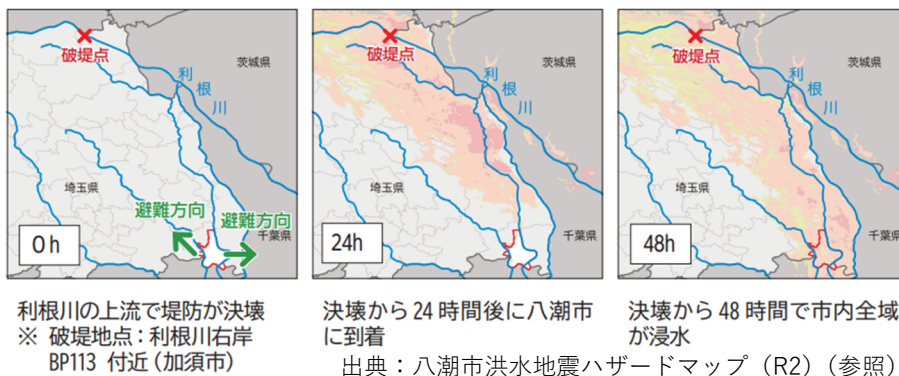 破堤点
茨城県
利根川
埼玉県
避難方向
避難方向
千葉県
0h
破堤点
茨城県
利根川
埼玉県
千葉県
24h
破堤点
茨城県
利根川
埼玉県
千葉県
48h
利根川の上流で堤防が決壊
※ 破堤地点:利根川右岸
BP113 付近(加須市)
決壊から24時間後に八潮市
に到着
決壊から48時間で市内全域
が浸水
出典:八潮市洪水地震ハザードマップ(R2)(参照)